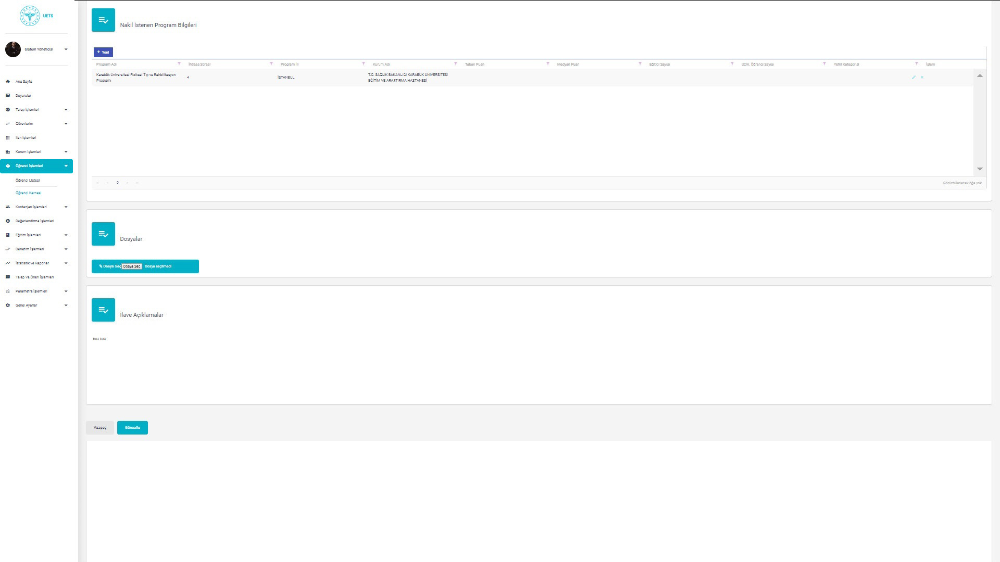 UETS
Sistem Yöneticisi
Ana Sayfa
Duyurular
Talep İşlemleri
Görevlerim
İlan İşlemleri
Kurum İşlemleri
Öğrenci İşlemleri
Öğrenci Listesi
Öğrenci Karnesi
Kontenjan İşlemleri
Değerlendirme İşlemleri
Eğitim İşlemleri
Denetim İşlemleri
İstatistik ve Raporlar
Talep Ve Öneri İşlemleri
Parametre İşlemleri
Genel Ayarlar
Nakil İstenen Program Bilgileri
+ Yeni
Program Adı İhtisas Süresi Program İli Kurum Adı Taban Puan Medyan Puan Eğitici Sayısı Uzm. Öğrenci Sayısı Yetki Kategorisi İşlem
Karabük Üniversitesi Fiziksel Tıp ve Rahbilitasyon
Programı
4
İSTANBUL
T.C. SAĞLIK BAKANLIĞI KARABÜK ÜNİVERSİTESİ
EĞİTİM VE ARAŞTIRMA HASTANESİ
0
Görüntülenecek öğe yok
Dosyalar
Dosya Seç Dosya Seç Dosya seçilmedi
İlave Açıklamalar
test test
Vazgeç
Güncelle